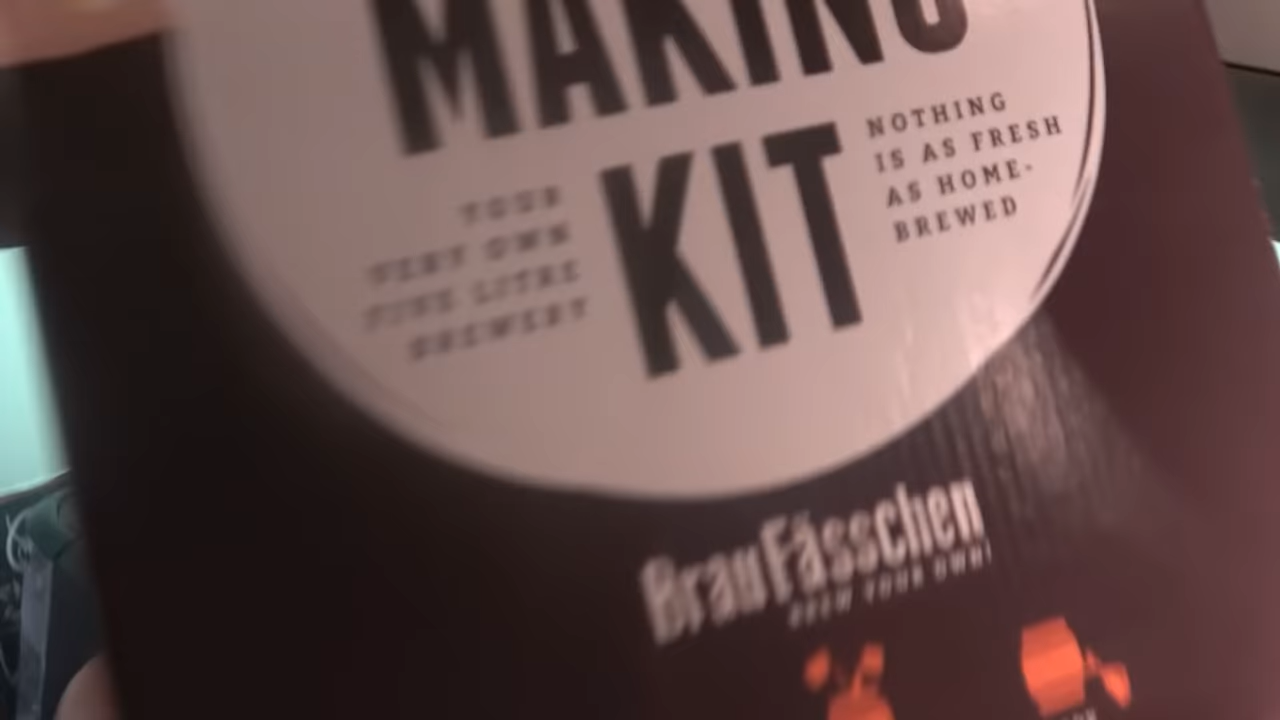 MAKING
KIT
YOUR
VERY OWN
FIVE LITRE
BREWERY
NOTHING
IS AS FRESH
AS HOME-
BREWED
BrauFässchen
BREW YOUR OWN!